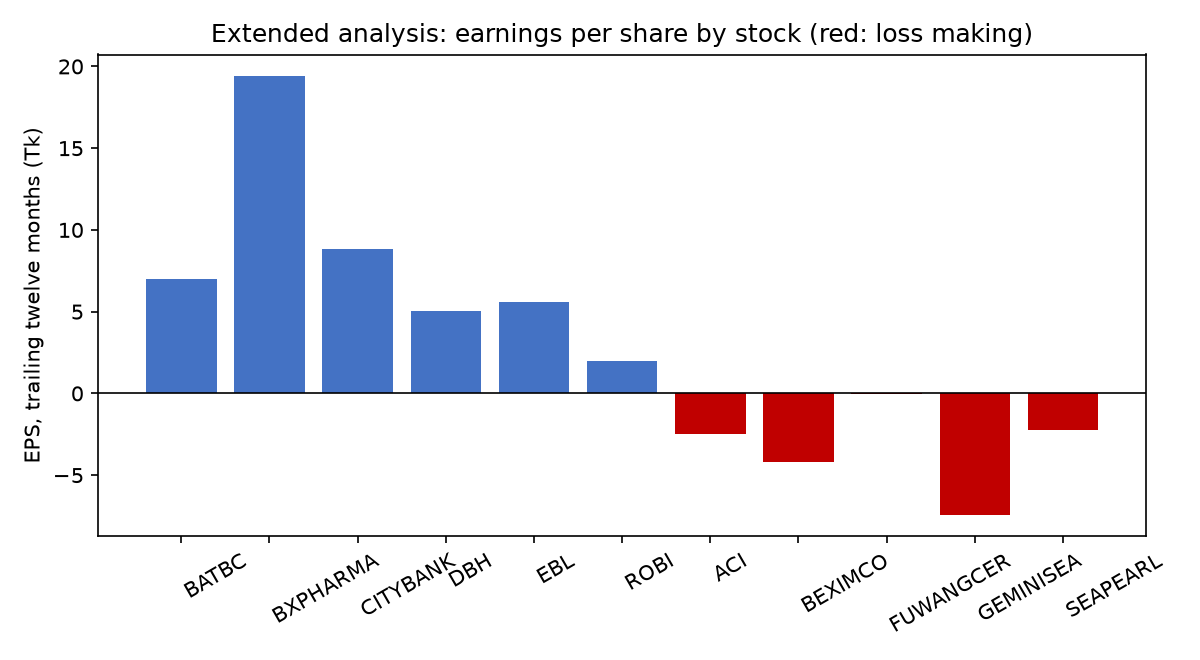 Extended analysis: earnings per share by stock (red: loss making)
EPS, trailing twelve months (Tk)
20
15
10
5
0
−5
BATBC
BXPHARMA
CITYBANK
DBH
EBL
ROBI
ACI
BEXIMCO
FUWANGCER
GEMINISEA
SEAPEARL